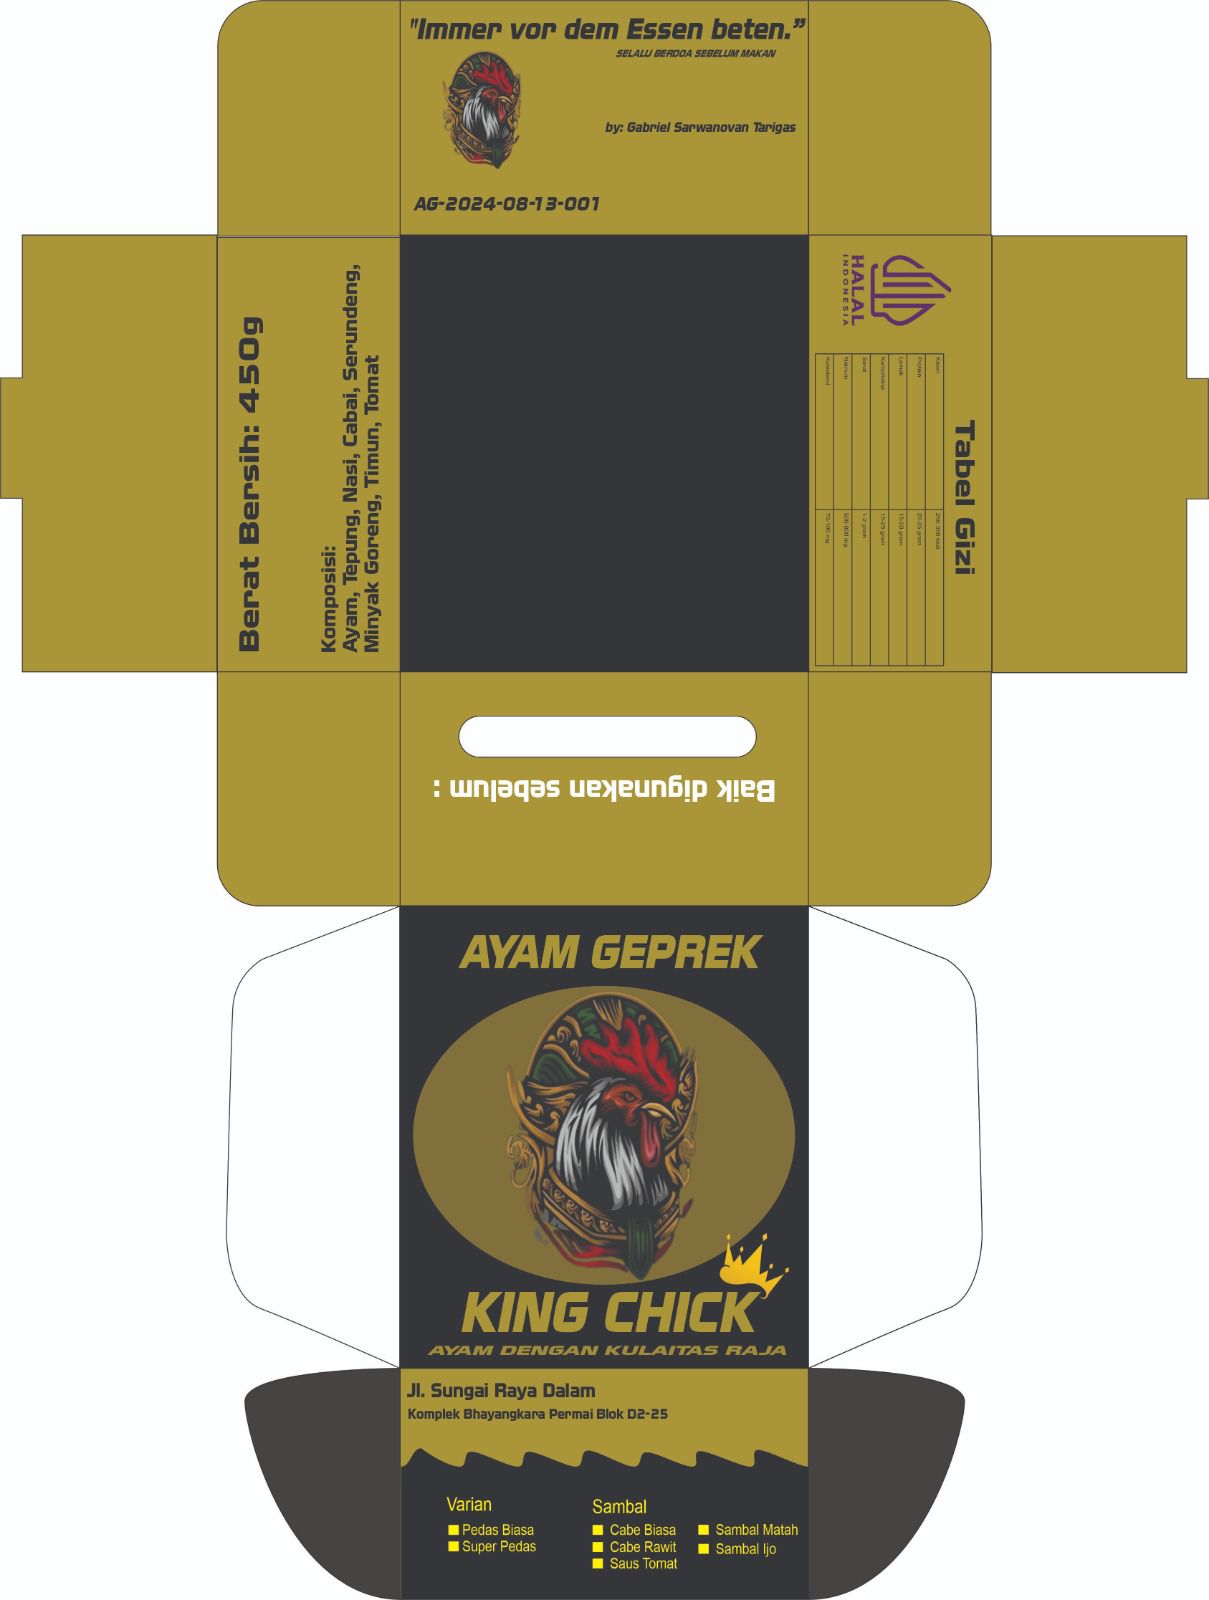 "Immer vor dem Essen beten.”
SELALU BERDOA SEBELUM MAKAN
by: Gabriel Sarwanovan Tarigas
AG-2024-08-13-001
Berat Bersih: 450g
Komposisi:
Ayam, Tepung, Nasi, Cabai, Serundeng,
Minyak Goreng, Timun, Tomat
HALAL
INDONESIA
Tabel Gizi
Kalori 250-350 kkal
Protein 20-25 gram
Lemak 15-20 gram
Karbohidrat 15-25 gram
Serat 1-2 gram
Natrium 500-800 mg
Kolesterol 70-100 mg
Baik digunakan sebelum :
AYAM GEPREK
KING CHICK
AYAM DENGAN KULAITAS RAJA
Jl. Sungai Raya Dalam
Komplek Bhayangkara Permai Blok D2-25
Varian
Pedas Biasa
Super Pedas
Sambal
Cabe Biasa
Cabe Rawit
Saus Tomat
Sambal Matah
Sambal Ijo